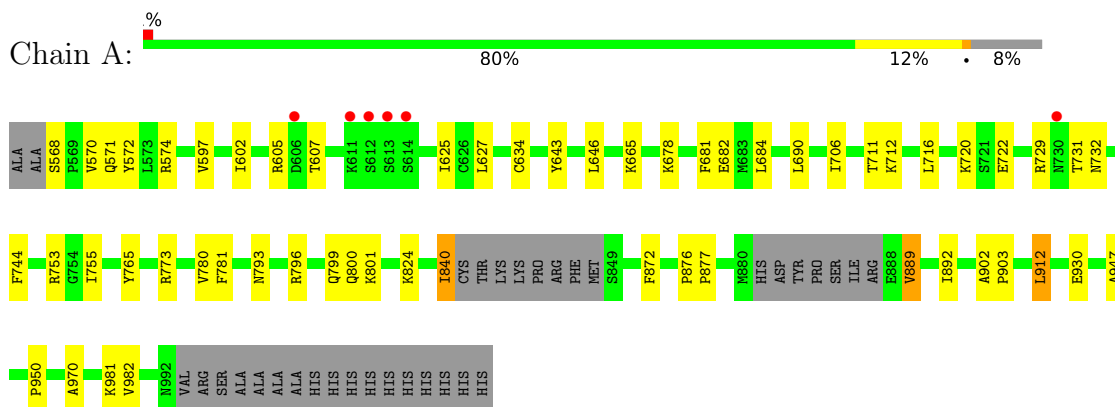 .%
Chain A:
80% 12% • 8%
ALA ALA S568 P569 V570 Q571 Y572 L573 R574 V597 I602 R605 D606 T607 K611 S612 S613 S614 I625 C626 L627 C634 Y643 L646 K665 K678 F681 E682 M683 L684 L690 I706 T711 K712 L716 K720 S721 E722 R729 N730 T731 N732
F744 R753 G754 I755 Y765 R773 V780 F781 N793 R796 Q799 Q800 K801 K824 I840 CYS THR LYS LYS PRO ARG PHE MET S849 F872 P876 P877 M880 HIS ASP TYR PRO SER ILE ARG E888 V889 I892 A902 P903 L912 E930 A947
P950 A970 K981 V982 N992 VAL ARG SER ALA ALA ALA ALA HIS HIS HIS HIS HIS HIS HIS HIS HIS HIS